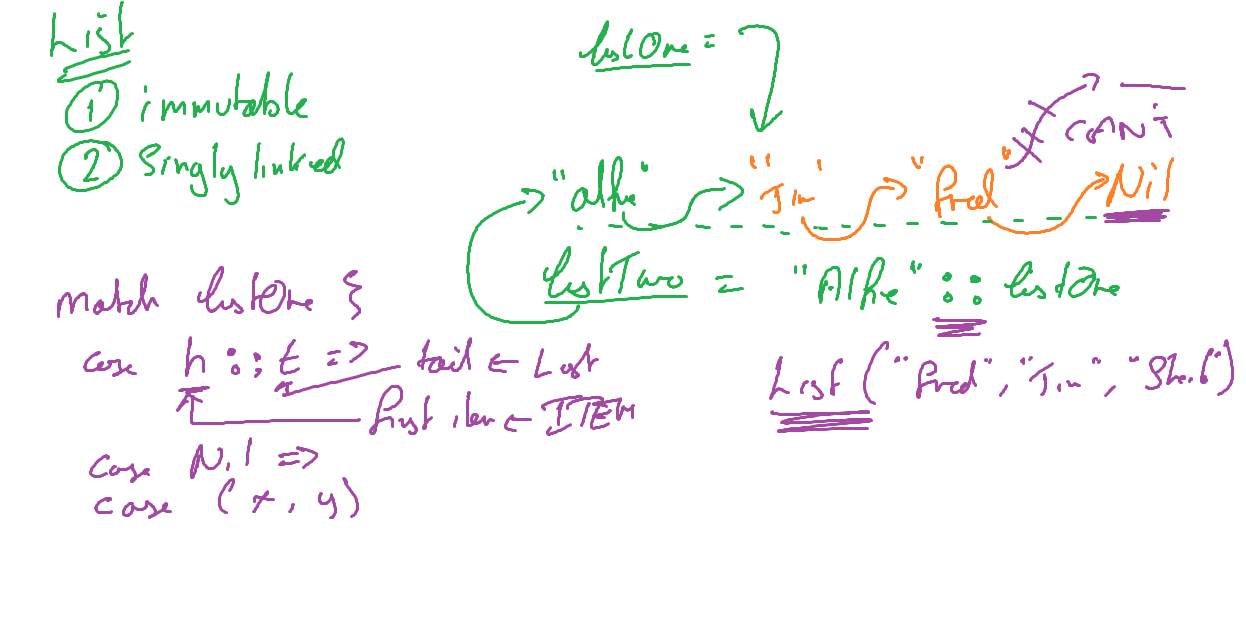 List
① immutable
② Singly linked
listOne =
CAN'T
"alfie" "Jim" "fred" Nil
listTwo = "Alfie" :: listOne
match listOne {
case h :: t => tail ← List
first item ← ITEM
case Nil =>
case (x, y)
List ("fred", "Jim", "Sheila")